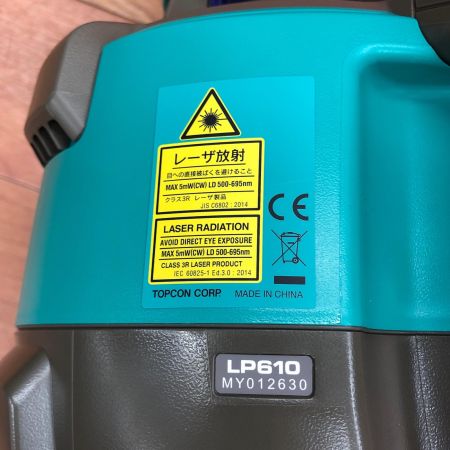 レーザ放射
目への直接被ばくを避けること
MAX 5mW(CW) LD 500-695nm
クラス3R レーザ製品
JIS C6802 : 2014
LASER RADIATION
AVOID DIRECT EYE EXPOSURE
MAX 5mW(CW) LD 500-695nm
CLASS 3R LASER PRODUCT
IEC 60825-1 Ed.3.0 : 2014
CE
TOPCON CORP. MADE IN CHINA
LP610
MY012630